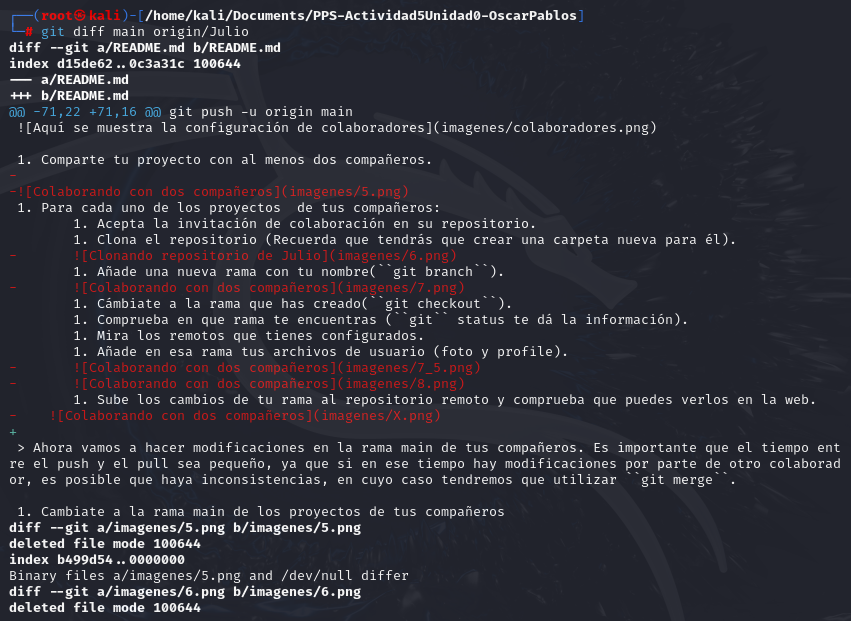 ┌──(root㉿kali)-[/home/kali/Documents/PPS-Actividad5Unidad0-OscarPablos]
└─# git diff main origin/Julio
diff --git a/README.md b/README.md
index d15de62..0c3a31c 100644
--- a/README.md
+++ b/README.md
@@ -71,22 +71,16 @@ git push -u origin main
 ![Aquí se muestra la configuración de colaboradores](imagenes/colaboradores.png)
 1. Comparte tu proyecto con al menos dos compañeros.
-
-![Colaborando con dos compañeros](imagenes/5.png)
 1. Para cada uno de los proyectos  de tus compañeros:
        1. Acepta la invitación de colaboración en su repositorio.
        1. Clona el repositorio (Recuerda que tendrás que crear una carpeta nueva para él).
-       ![Clonando repositorio de Julio](imagenes/6.png)
        1. Añade una nueva rama con tu nombre(``git branch``).
-       ![Colaborando con dos compañeros](imagenes/7.png)
        1. Cámbiate a la rama que has creado(``git checkout``).
        1. Comprueba en que rama te encuentras (``git`` status te dá la información).
        1. Mira los remotos que tienes configurados.
        1. Añade en esa rama tus archivos de usuario (foto y profile).
-       ![Colaborando con dos compañeros](imagenes/7_5.png)
-       ![Colaborando con dos compañeros](imagenes/8.png)
        1. Sube los cambios de tu rama al repositorio remoto y comprueba que puedes verlos en la web.
-    ![Colaborando con dos compañeros](imagenes/X.png)
+
 > Ahora vamos a hacer modificaciones en la rama main de tus compañeros. Es importante que el tiempo ent
re el push y el pull sea pequeño, ya que si en ese tiempo hay modificaciones por parte de otro colaborad
or, es posible que haya inconsistencias, en cuyo caso tendremos que utilizar ``git merge``.
 1. Cambiate a la rama main de los proyectos de tus compañeros
diff --git a/imagenes/5.png b/imagenes/5.png
deleted file mode 100644
index b499d54..0000000
Binary files a/imagenes/5.png and /dev/null differ
diff --git a/imagenes/6.png b/imagenes/6.png
deleted file mode 100644